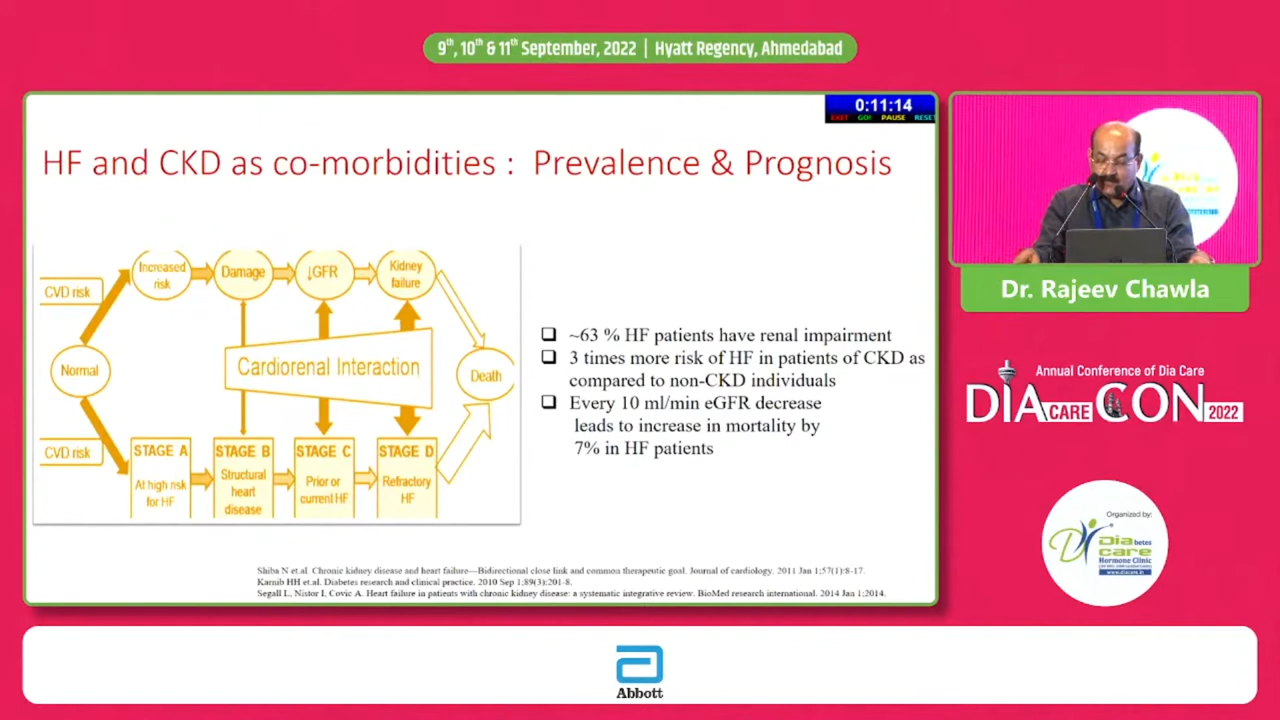 9th, 10th & 11th September, 2022 | Hyatt Regency, Ahmedabad
0:11:14
EXIT GO! PAUSE RESET
HF and CKD as co-morbidities : Prevalence & Prognosis
CVD risk
Increased
risk
Damage
↓GFR
Kidney
failure
Normal
Cardiorenal Interaction
Death
CVD risk
STAGE A
At high risk
for HF
STAGE B
Structural
heart
disease
STAGE C
Prior or
current HF
STAGE D
Refractory
HF
~63 % HF patients have renal impairment
3 times more risk of HF in patients of CKD as
compared to non-CKD individuals
Every 10 ml/min eGFR decrease
leads to increase in mortality by
7% in HF patients
Shiba N et.al. Chronic kidney disease and heart failure—Bidirectional close link and common therapeutic goal. Journal of cardiology. 2011 Jan 1;57(1):8-17.
Karnib HH et.al. Diabetes research and clinical practice. 2010 Sep 1;89(3):201-8.
Segall L, Nistor I, Covic A. Heart failure in patients with chronic kidney disease: a systematic integrative review. BioMed research international. 2014 Jan 1;2014.
Dr. Rajeev Chawla
Annual Conference of Dia Care
DIA CARE CON 2022
Organized by:
Diabetes
care
Hormone Clinic
www.diacare.in
Abbott